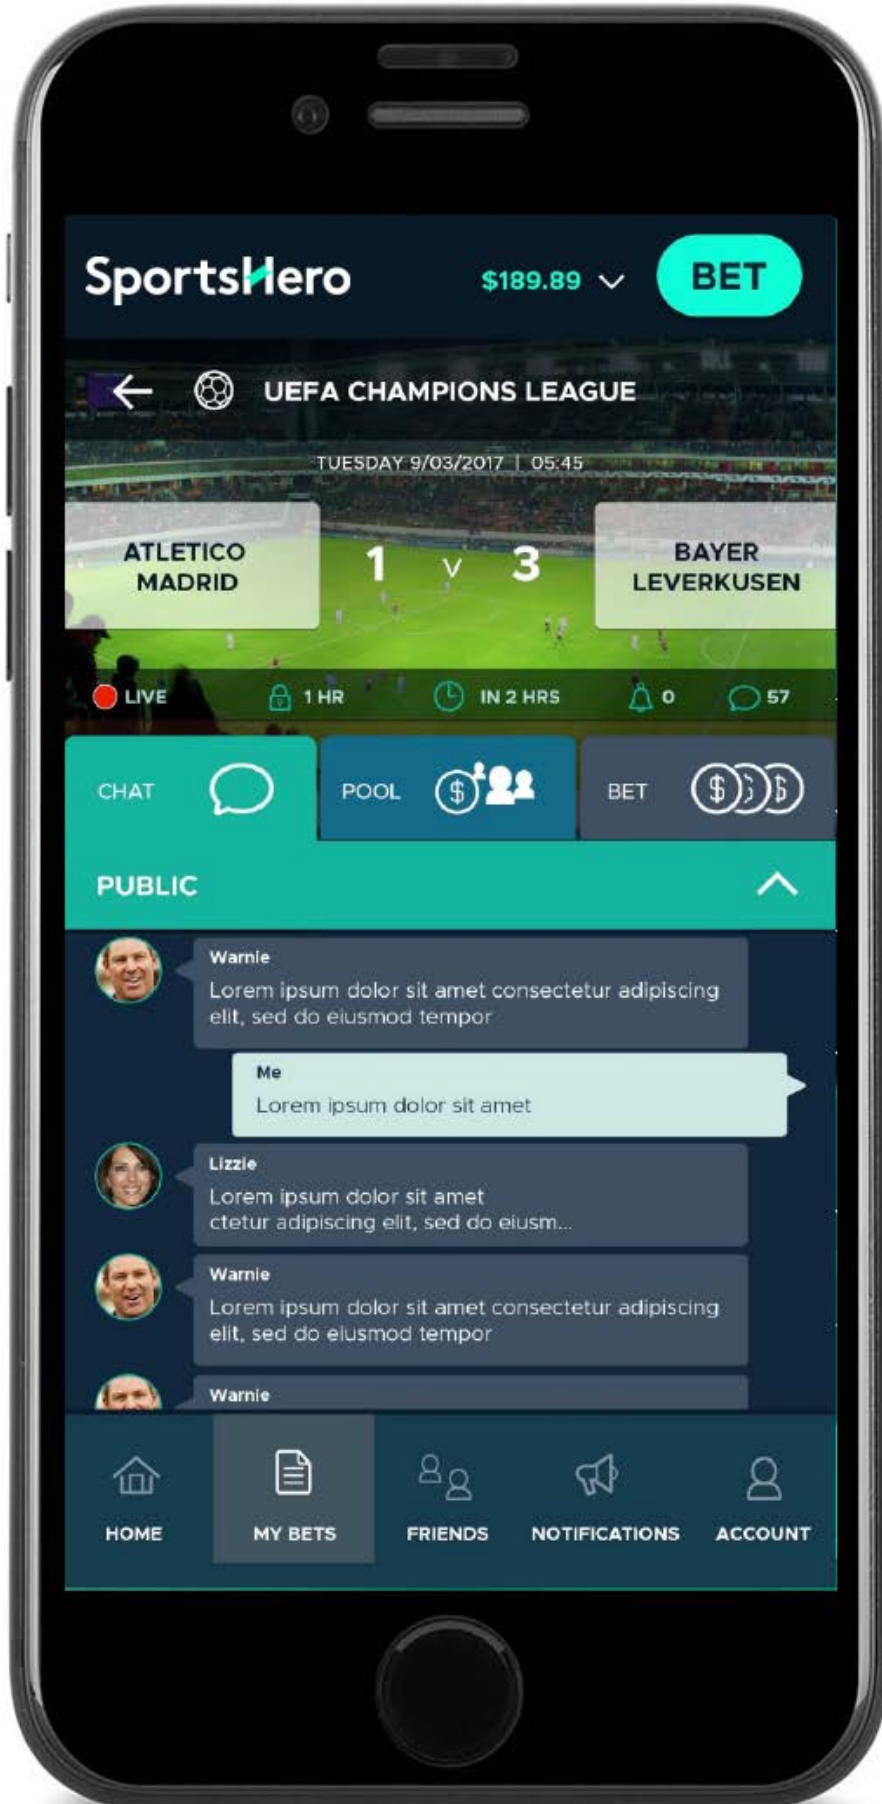 SportsHero
$189.89
BET
UEFA CHAMPIONS LEAGUE
TUESDAY 9/03/2017 | 05:45
ATLETICO
MADRID
1 v 3
BAYER
LEVERKUSEN
LIVE
1 HR
IN 2 HRS
0
57
CHAT
POOL
BET
PUBLIC
Warnie
Lorem ipsum dolor sit amet consectetur adipiscing
elit, sed do eiusmod tempor
Me
Lorem ipsum dolor sit amet
Lizzie
Lorem ipsum dolor sit amet
ctetur adipiscing elit, sed do eiusm...
Warnie
Lorem ipsum dolor sit amet consectetur adipiscing
elit, sed do eiusmod tempor
Warnie
HOME
MY BETS
FRIENDS
NOTIFICATIONS
ACCOUNT